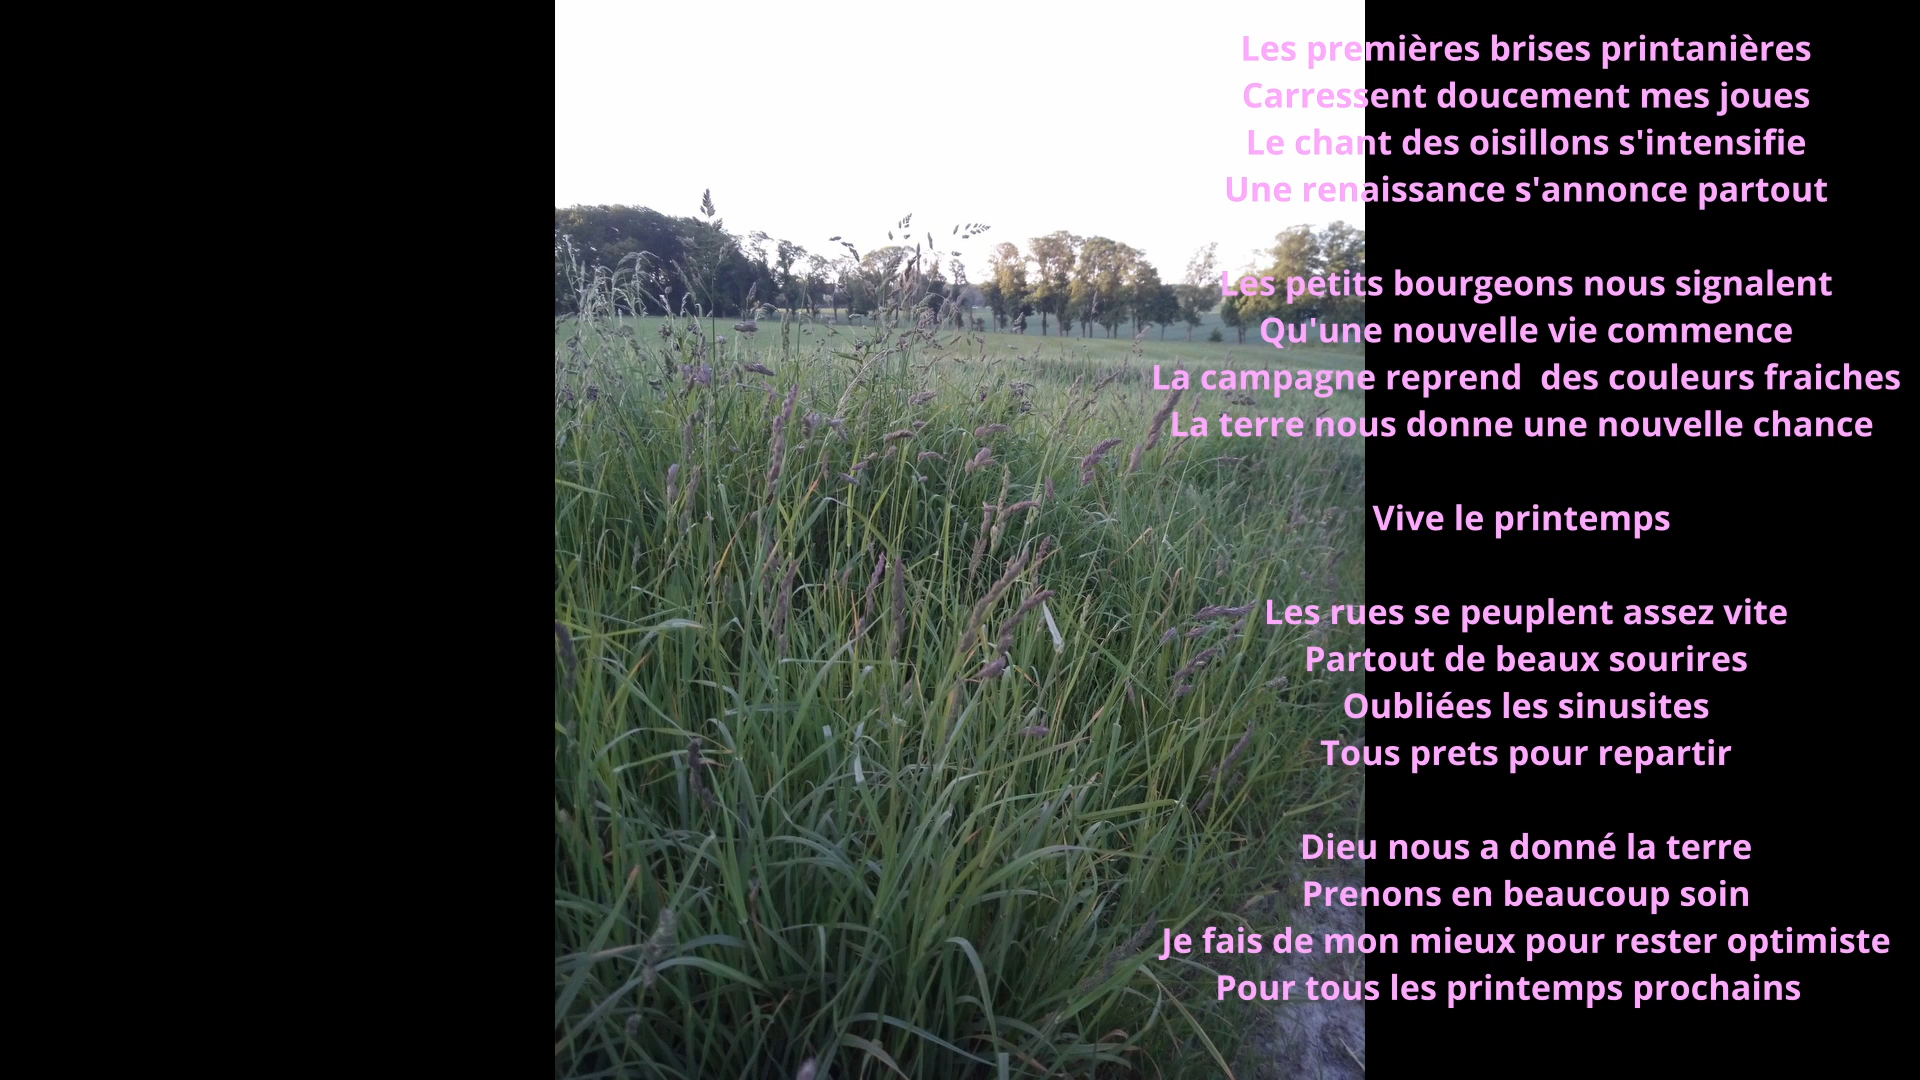 Les premières brises printanières
Carressent doucement mes joues
Le chant des oisillons s'intensifie
Une renaissance s'annonce partout
Les petits bourgeons nous signalent
Qu'une nouvelle vie commence
La campagne reprend  des couleurs fraiches
La terre nous donne une nouvelle chance
Vive le printemps
Les rues se peuplent assez vite
Partout de beaux sourires
Oubliées les sinusites
Tous prets pour repartir
Dieu nous a donné la terre
Prenons en beaucoup soin
Je fais de mon mieux pour rester optimiste
Pour tous les printemps prochains